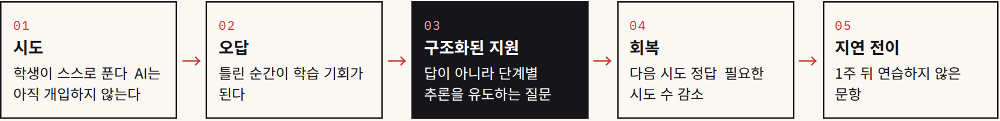 01
시도
학생이 스스로 푼다 AI는
아직 개입하지 않는다
→
02
오답
틀린 순간이 학습 기회가
된다
→
03
구조화된 지원
답이 아니라 단계별
추론을 유도하는 질문
→
04
회복
다음 시도 정답 필요한
시도 수 감소
→
05
지연 전이
1주 뒤 연습하지 않은
문항